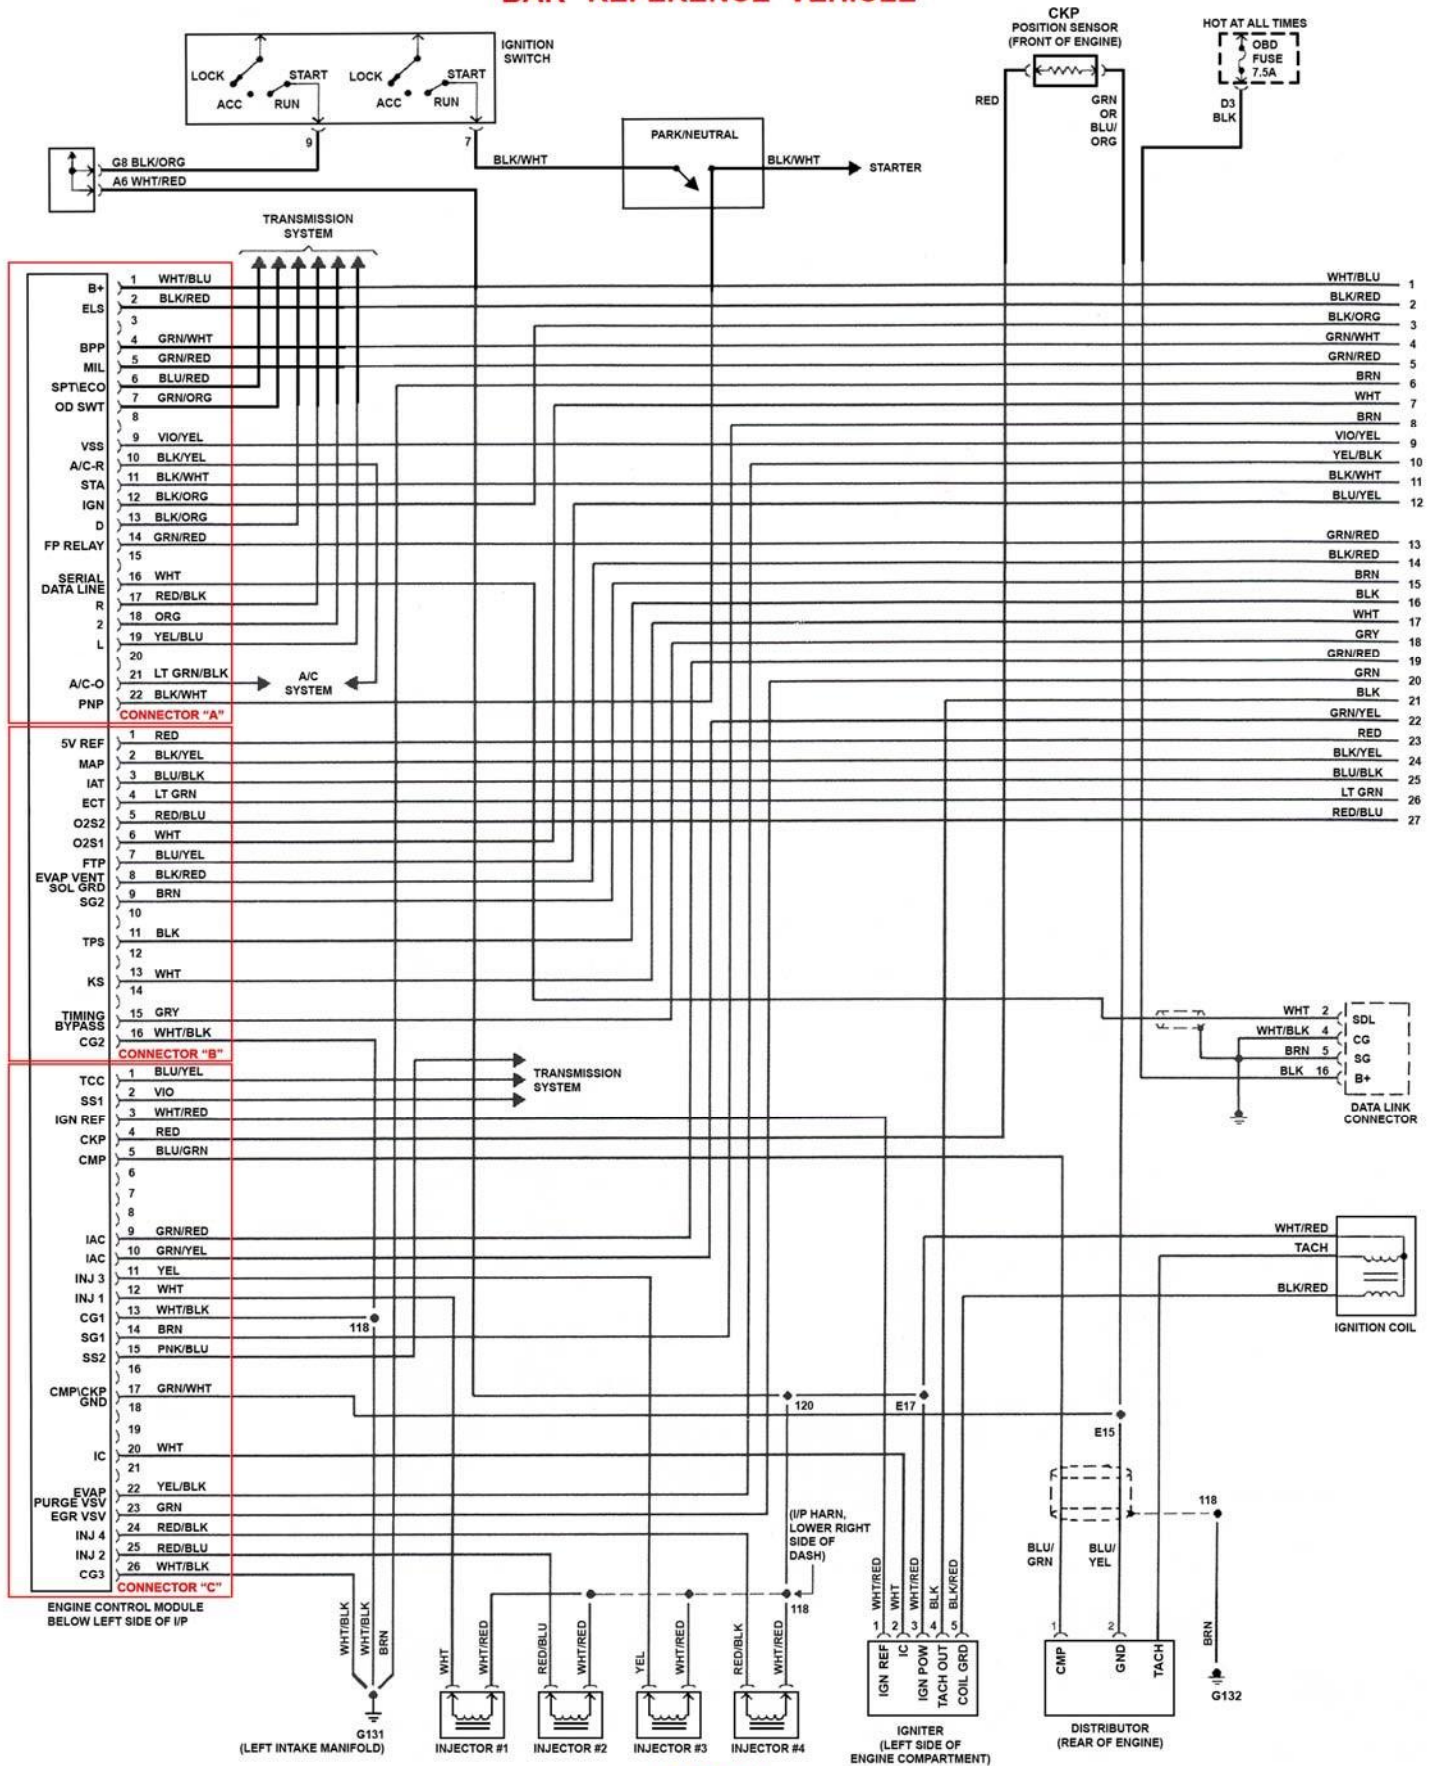 BAR REFERENCE VEHICLE
IGNITION
SWITCH
LOCK
START
ACC
RUN
LOCK
START
ACC
RUN
9
7
CKP
POSITION SENSOR
(FRONT OF ENGINE)
RED
GRN
OR
BLU/
ORG
HOT AT ALL TIMES
OBD
FUSE
7.5A
D3
BLK
G8 BLK/ORG
A6 WHT/RED
BLK/WHT
PARK/NEUTRAL
BLK/WHT
STARTER
TRANSMISSION
SYSTEM
B+ 1 WHT/BLU
ELS 2 BLK/RED
3
BPP 4 GRN/WHT
MIL 5 GRN/RED
SPT\ECO 6 BLU/RED
OD SWT 7 GRN/ORG
8
VSS 9 VIO/YEL
A/C-R 10 BLK/YEL
STA 11 BLK/WHT
IGN 12 BLK/ORG
D 13 BLK/ORG
FP RELAY 14 GRN/RED
15
SERIAL
DATA LINE 16 WHT
R 17 RED/BLK
2 18 ORG
L 19 YEL/BLU
20
A/C-O 21 LT GRN/BLK
PNP 22 BLK/WHT
CONNECTOR "A"
A/C
SYSTEM
5V REF 1 RED
MAP 2 BLK/YEL
IAT 3 BLU/BLK
ECT 4 LT GRN
O2S2 5 RED/BLU
O2S1 6 WHT
FTP 7 BLU/YEL
EVAP VENT
SOL GRD 8 BLK/RED
SG2 9 BRN
10
TPS 11 BLK
12
KS 13 WHT
14
TIMING
BYPASS 15 GRY
CG2 16 WHT/BLK
CONNECTOR "B"
TCC 1 BLU/YEL
SS1 2 VIO
IGN REF 3 WHT/RED
CKP 4 RED
CMP 5 BLU/GRN
6
7
8
IAC 9 GRN/RED
IAC 10 GRN/YEL
INJ 3 11 YEL
INJ 1 12 WHT
CG1 13 WHT/BLK
SG1 14 BRN
SS2 15 PNK/BLU
16
CMP\CKP
GND 17 GRN/WHT
18
19
IC 20 WHT
21
EVAP
PURGE VSV 22 YEL/BLK
EGR VSV 23 GRN
INJ 4 24 RED/BLK
INJ 2 25 RED/BLU
CG3 26 WHT/BLK
CONNECTOR "C"
ENGINE CONTROL MODULE
BELOW LEFT SIDE OF I/P
TRANSMISSION
SYSTEM
WHT/BLU 1
BLK/RED 2
BLK/ORG 3
GRN/WHT 4
GRN/RED 5
BRN 6
WHT 7
BRN 8
VIO/YEL 9
YEL/BLK 10
BLK/WHT 11
BLU/YEL 12
GRN/RED 13
BLK/RED 14
BRN 15
BLK 16
WHT 17
GRY 18
GRN/RED 19
GRN 20
BLK 21
GRN/YEL 22
RED 23
BLK/YEL 24
BLU/BLK 25
LT GRN 26
RED/BLU 27
WHT 2 SDL
WHT/BLK 4 CG
BRN 5 SG
BLK 16 B+
DATA LINK
CONNECTOR
WHT/RED
TACH
BLK/RED
IGNITION COIL
118
120
E17
E15
118
(I/P HARN,
LOWER RIGHT
SIDE OF
DASH)
118
WHT/BLK
WHT/BLK
BRN
G131
(LEFT INTAKE MANIFOLD)
WHT
WHT/RED
INJECTOR #1
RED/BLU
WHT/RED
INJECTOR #2
YEL
WHT/RED
INJECTOR #3
RED/BLK
WHT/RED
INJECTOR #4
WHT/RED
WHT
WHT/RED
BLK
BLK/RED
1 2 3 4 5
IGN REF
IC
IGN POW
TACH OUT
COIL GRD
IGNITER
(LEFT SIDE OF
ENGINE COMPARTMENT)
BLU/
GRN
BLU/
YEL
1
2
CMP
GND
TACH
DISTRIBUTOR
(REAR OF ENGINE)
BRN
G132